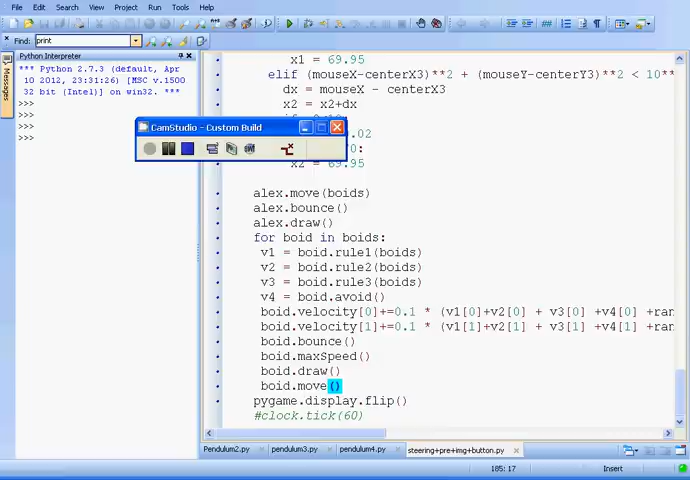 File Edit Search View Project Run Tools Help
Find: print
Python Interpreter
*** Python 2.7.3 (default, Apr
10 2012, 23:31:26) [MSC v.1500
32 bit (Intel)] on win32. ***
>>>
>>>
>>>
>>>
Messages
x1 = 69.95
elif (mouseX-centerX3)**2 + (mouseY-centerY3)**2 < 10**
dx = mouseX - centerX3
x2 = x2+dx
CamStudio - Custom Build
.02
0:
x2 = 69.95
alex.move(boids)
alex.bounce()
alex.draw()
for boid in boids:
v1 = boid.rule1(boids)
v2 = boid.rule2(boids)
v3 = boid.rule3(boids)
v4 = boid.avoid()
boid.velocity[0]+=0.1 * (v1[0]+v2[0] + v3[0] +v4[0] +ran
boid.velocity[1]+=0.1 * (v1[1]+v2[1] + v3[1] +v4[1] +ran
boid.bounce()
boid.maxSpeed()
boid.draw()
boid.move()
pygame.display.flip()
#clock.tick(60)
Pendulum2.py pendulum3.py pendulum4.py steering+pre+img+button.py
185: 17 Insert